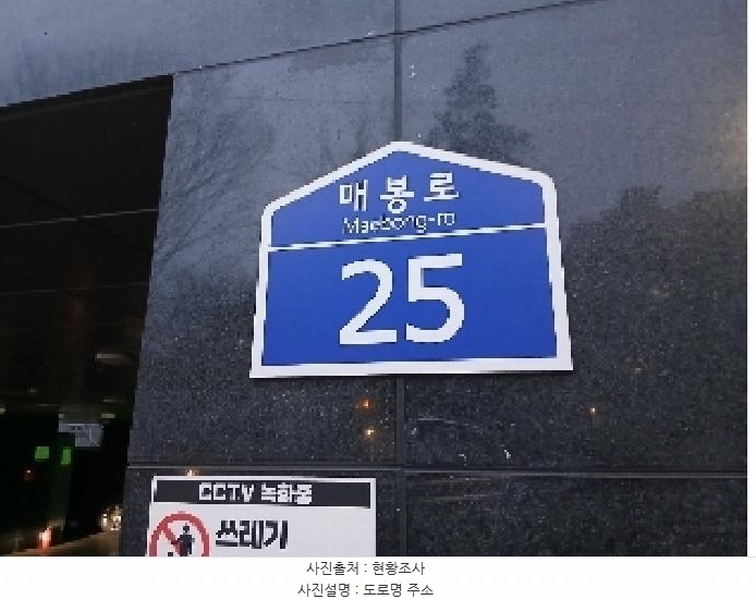 매봉로
Maebong-ro
25
CCTV 녹화중
쓰레기
사진출처 : 현황조사
사진설명 : 도로명 주소